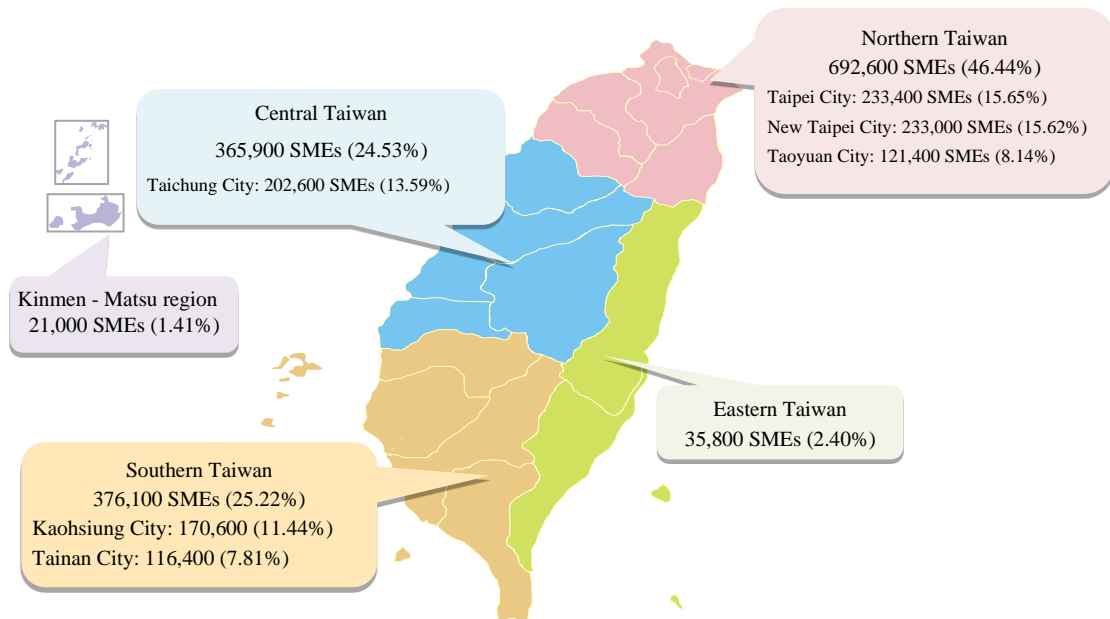 Northern Taiwan
692,600 SMEs (46.44%)
Taipei City: 233,400 SMEs (15.65%)
New Taipei City: 233,000 SMEs (15.62%)
Taoyuan City: 121,400 SMEs (8.14%)
Central Taiwan
365,900 SMEs (24.53%)
Taichung City: 202,600 SMEs (13.59%)
Kinmen - Matsu region
21,000 SMEs (1.41%)
Eastern Taiwan
35,800 SMEs (2.40%)
Southern Taiwan
376,100 SMEs (25.22%)
Kaohsiung City: 170,600 (11.44%)
Tainan City: 116,400 (7.81%)